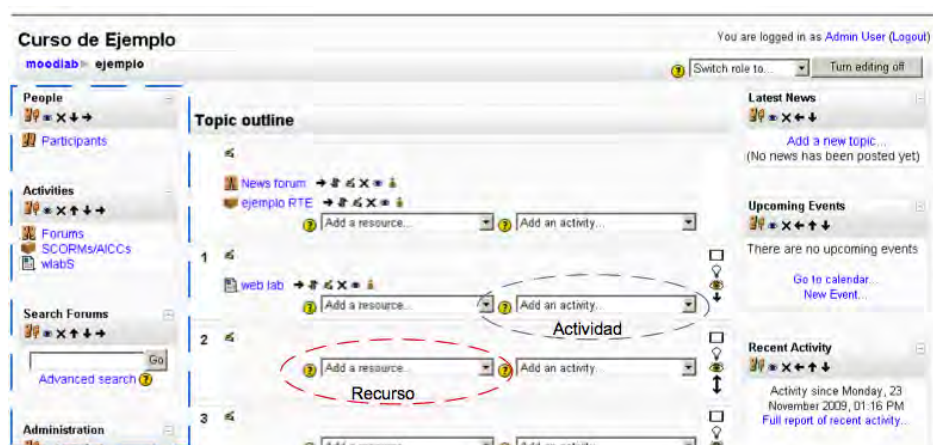 Curso de Ejemplo
You are logged in as Admin User (Logout)
moodlab ► ejemplo
Switch role to...
Turn editing off
People
Participants
Activities
Forums
SCORMs/AICCs
wlabS
Search Forums
Go
Advanced search
Administration
Topic outline
News forum
ejemplo RTE
Add a resource... Add an activity...
1
web lab
Add a resource... Add an activity...
Actividad
2
Add a resource... Add an activity...
Recurso
3
Add a resource... Add an activity...
Latest News
Add a new topic...
(No news has been posted yet)
Upcoming Events
There are no upcoming events
Go to calendar...
New Event...
Recent Activity
Activity since Monday, 23
November 2009, 01:16 PM
Full report of recent activity...